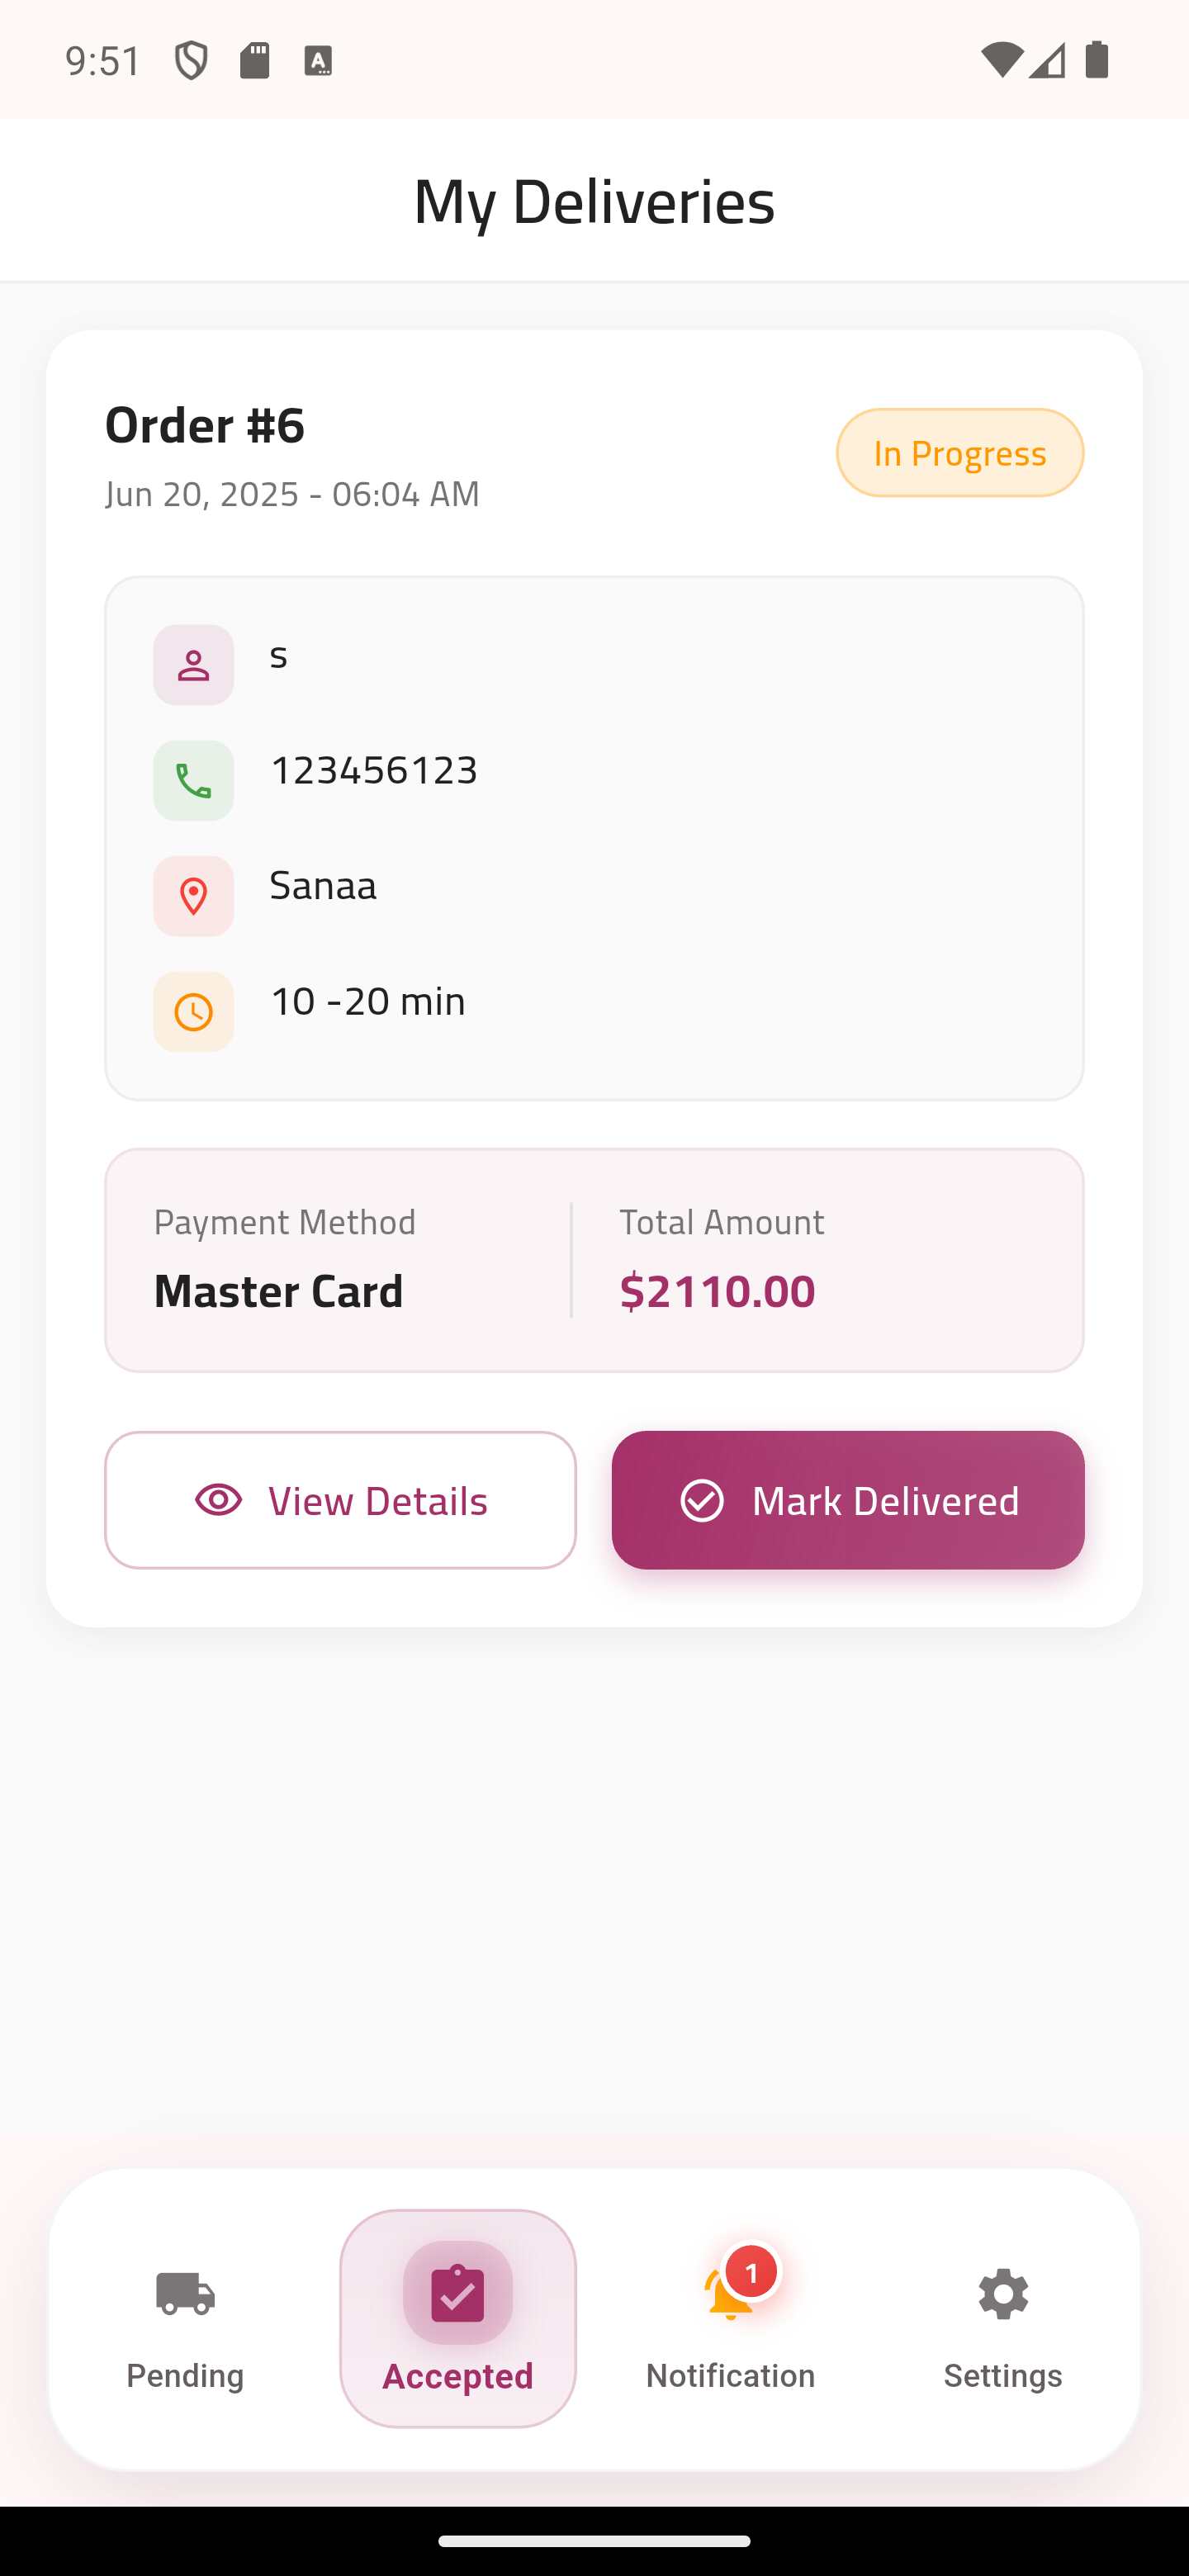 9:51
My Deliveries
Order #6
In Progress
Jun 20, 2025 - 06:04 AM
s
123456123
Sanaa
10 -20 min
Payment Method
Total Amount
Master Card
$2110.00
View Details
Mark Delivered
1
Pending
Accepted
Notification
Settings